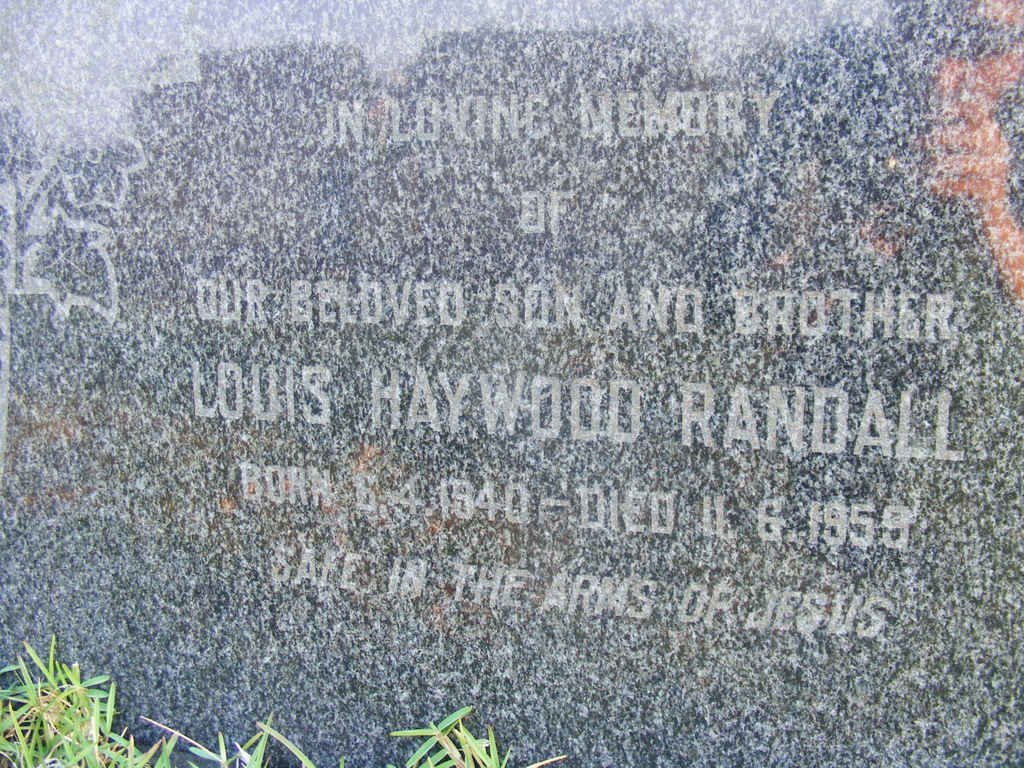 IN LOVING MEMORY
OF
OUR BELOVED SON AND BROTHER
LOUIS HAYWOOD RANDALL
BORN 6.4.1940 – DIED 11.6.1959
SAFE IN THE ARMS OF JESUS